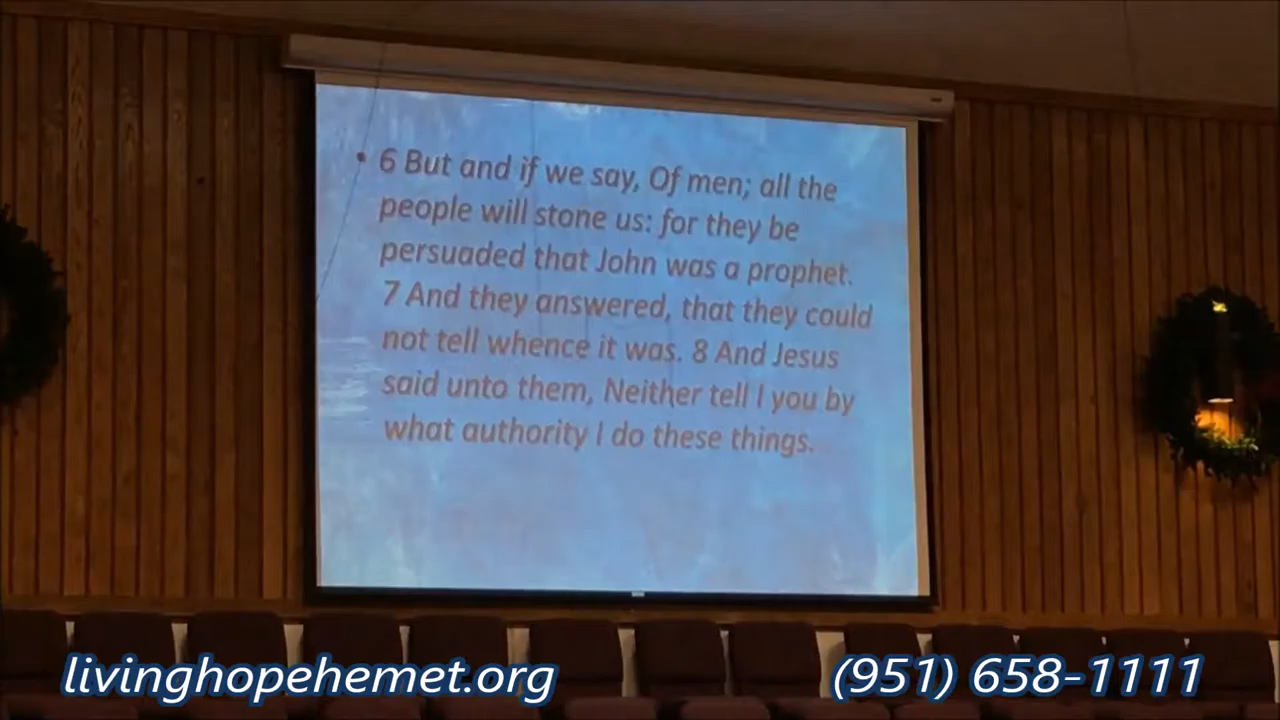 • 6 But and if we say, Of men; all the
people will stone us: for they be
persuaded that John was a prophet.
7 And they answered, that they could
not tell whence it was. 8 And Jesus
said unto them, Neither tell I you by
what authority I do these things.
livinghopehemet.org
(951) 658-1111